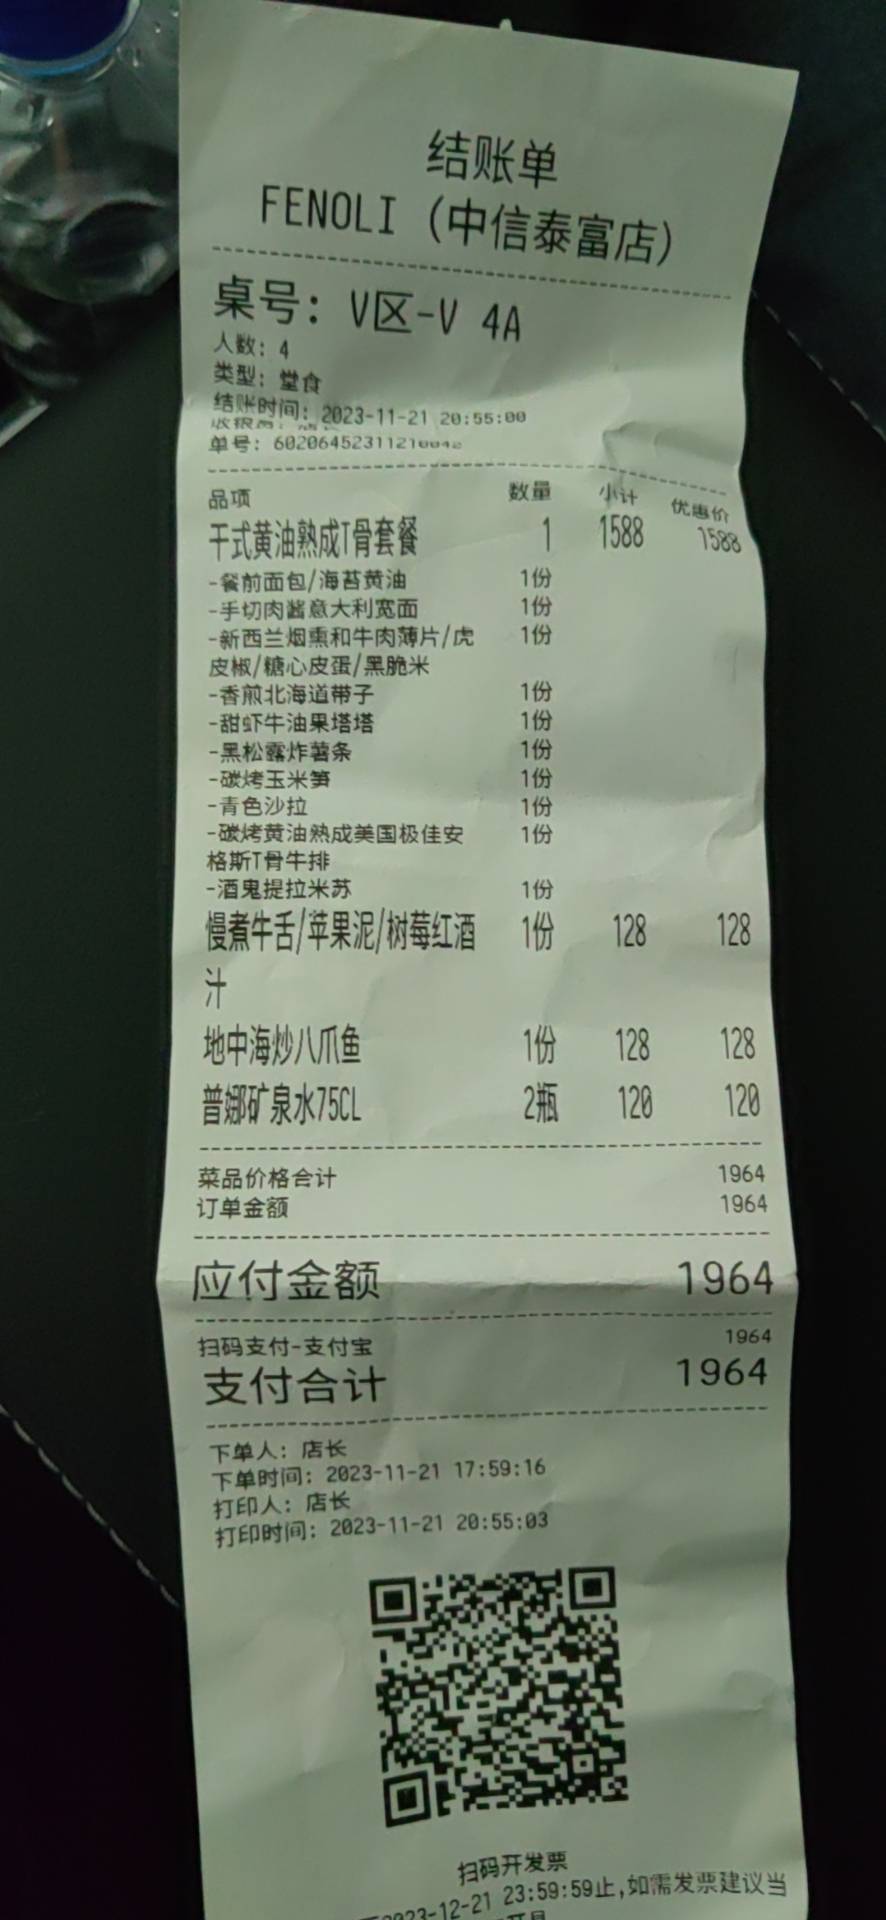 结账单
FENOLI（中信泰富店）
桌号：V区-V 4A
人数：4
类型：堂食
结账时间：2023-11-21 20:55:00
单号：60206452311210042
品项 数量 小计 优惠价
干式黄油熟成T骨套餐 1 1588 1588
-餐前面包/海苔黄油 1份
-手切肉酱意大利宽面 1份
-新西兰烟熏和牛肉薄片/虎 1份
皮椒/糖心皮蛋/黑脆米
-香煎北海道带子 1份
-甜虾牛油果塔塔 1份
-黑松露炸薯条 1份
-碳烤玉米笋 1份
-青色沙拉 1份
-碳烤黄油熟成美国极佳安 1份
格斯T骨牛排
-酒鬼提拉米苏 1份
慢煮牛舌/苹果泥/树莓红酒 1份 128 128
汁
地中海炒八爪鱼 1份 128 128
普娜矿泉水75CL 2瓶 120 120
菜品价格合计 1964
订单金额 1964
应付金额 1964
扫码支付-支付宝 1964
支付合计 1964
下单人：店长
下单时间：2023-11-21 17:59:16
打印人：店长
打印时间：2023-11-21 20:55:03
扫码开发票
2023-12-21 23:59:59止,如需发票建议当